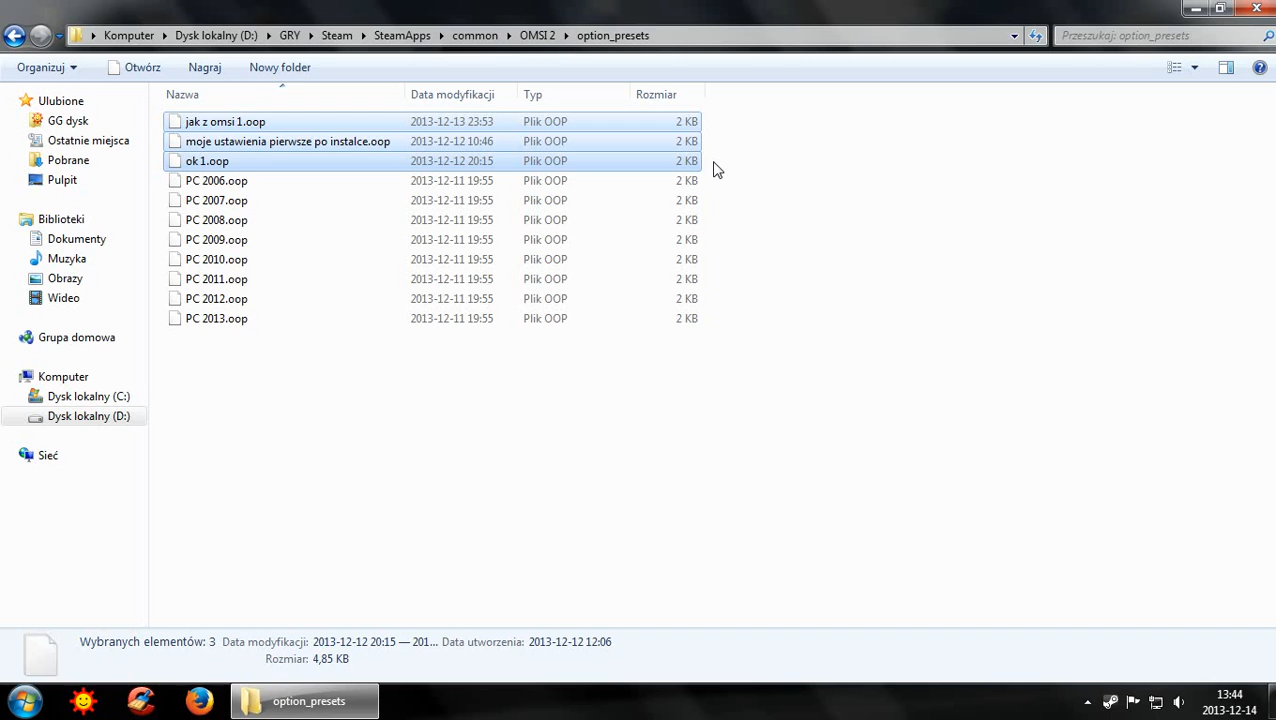 Komputer Dysk lokalny (D:) GRY Steam SteamApps common OMSI 2 option_presets Przeszukaj: option_presets
Organizuj Otwórz Nagraj Nowy folder
Nazwa Data modyfikacji Typ Rozmiar
Ulubione
GG dysk
Ostatnie miejsca
Pobrane
Pulpit
Biblioteki
Dokumenty
Muzyka
Obrazy
Wideo
Grupa domowa
Komputer
Dysk lokalny (C:)
Dysk lokalny (D:)
Sieć
jak z omsi 1.oop 2013-12-13 23:53 Plik OOP 2 KB
moje ustawienia pierwsze po instalce.oop 2013-12-12 10:46 Plik OOP 2 KB
ok 1.oop 2013-12-12 20:15 Plik OOP 2 KB
PC 2006.oop 2013-12-11 19:55 Plik OOP 2 KB
PC 2007.oop 2013-12-11 19:55 Plik OOP 2 KB
PC 2008.oop 2013-12-11 19:55 Plik OOP 2 KB
PC 2009.oop 2013-12-11 19:55 Plik OOP 2 KB
PC 2010.oop 2013-12-11 19:55 Plik OOP 2 KB
PC 2011.oop 2013-12-11 19:55 Plik OOP 2 KB
PC 2012.oop 2013-12-11 19:55 Plik OOP 2 KB
PC 2013.oop 2013-12-11 19:55 Plik OOP 2 KB
Wybranych elementów: 3 Data modyfikacji: 2013-12-12 20:15 — 201... Data utworzenia: 2013-12-12 12:06
Rozmiar: 4,85 KB
option_presets
13:44
2013-12-14